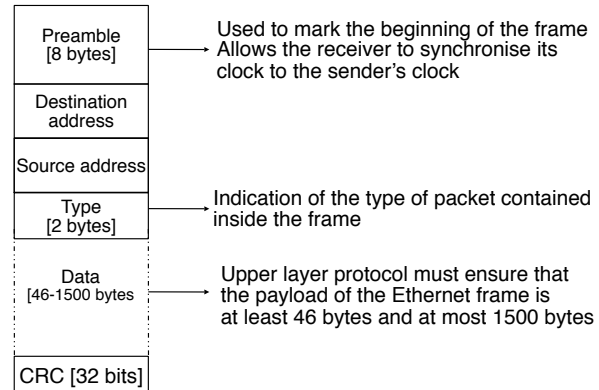 Preamble
[8 bytes]
Used to mark the beginning of the frame
Allows the receiver to synchronise its
clock to the sender's clock
Destination
address
Source address
Type
[2 bytes]
Indication of the type of packet contained
inside the frame
Data
[46-1500 bytes
Upper layer protocol must ensure that
the payload of the Ethernet frame is
at least 46 bytes and at most 1500 bytes
CRC [32 bits]